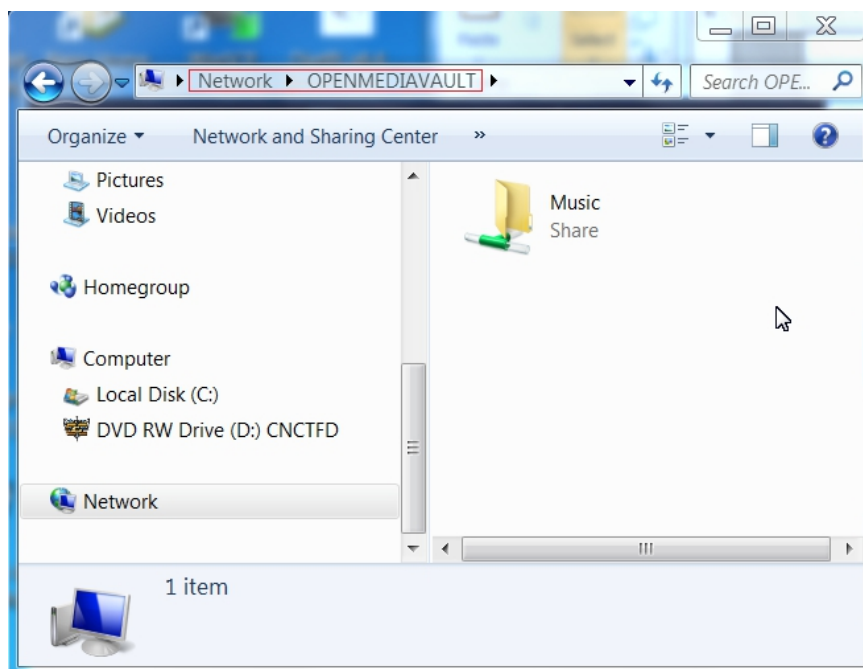 Network OPENMEDIAVAULT
Search OPE...
Organize Network and Sharing Center »
Pictures
Videos
Homegroup
Computer
Local Disk (C:)
DVD RW Drive (D:) CNCTFD
Network
Music
Share
1 item